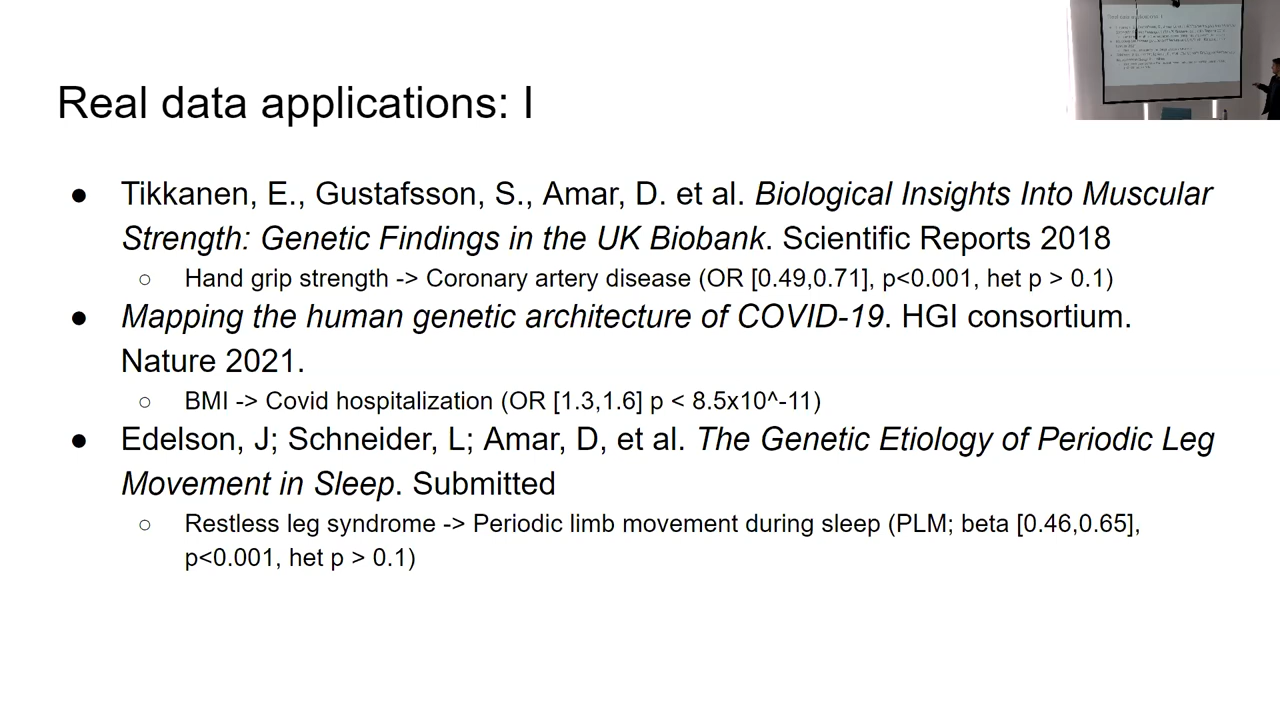 Real data applications: I
● Tikkanen, E., Gustafsson, S., Amar, D. et al. Biological Insights Into Muscular
Strength: Genetic Findings in the UK Biobank. Scientific Reports 2018
○ Hand grip strength -> Coronary artery disease (OR [0.49,0.71], p<0.001, het p > 0.1)
● Mapping the human genetic architecture of COVID-19. HGI consortium.
Nature 2021.
○ BMI -> Covid hospitalization (OR [1.3,1.6] p < 8.5x10^-11)
● Edelson, J; Schneider, L; Amar, D, et al. The Genetic Etiology of Periodic Leg
Movement in Sleep. Submitted
○ Restless leg syndrome -> Periodic limb movement during sleep (PLM; beta [0.46,0.65],
p<0.001, het p > 0.1)